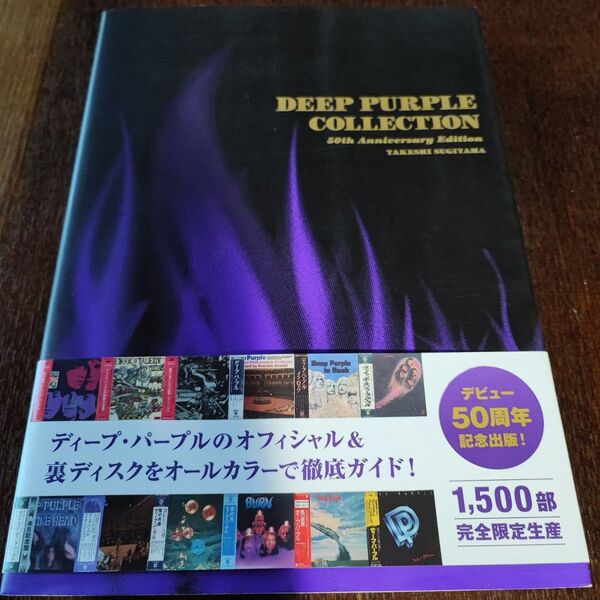 DEEP PURPLE
COLLECTION
50th Anniversary Edition
TAKESHI SUGIYAMA
Deep Purple
in Rock
ディープ・パープルのオフィシャル&
裏ディスクをオールカラーで徹底ガイド!
デビュー
50周年
記念出版!
1,500部
完全限定生産
BURN